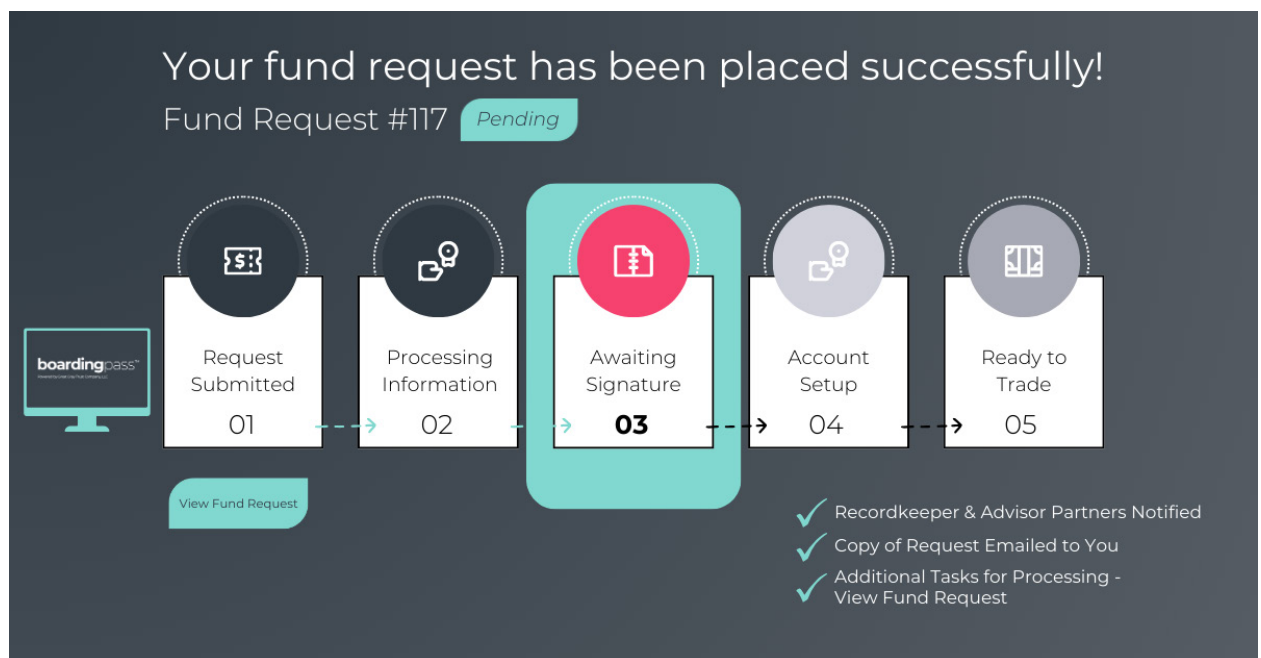 Your fund request has been placed successfully!
Fund Request #117
Pending
boardingpass™
Request
Submitted
01
Processing
Information
02
Awaiting
Signature
03
Account
Setup
04
Ready to
Trade
05
View Fund Request
Recordkeeper & Advisor Partners Notified
Copy of Request Emailed to You
Additional Tasks for Processing -
View Fund Request